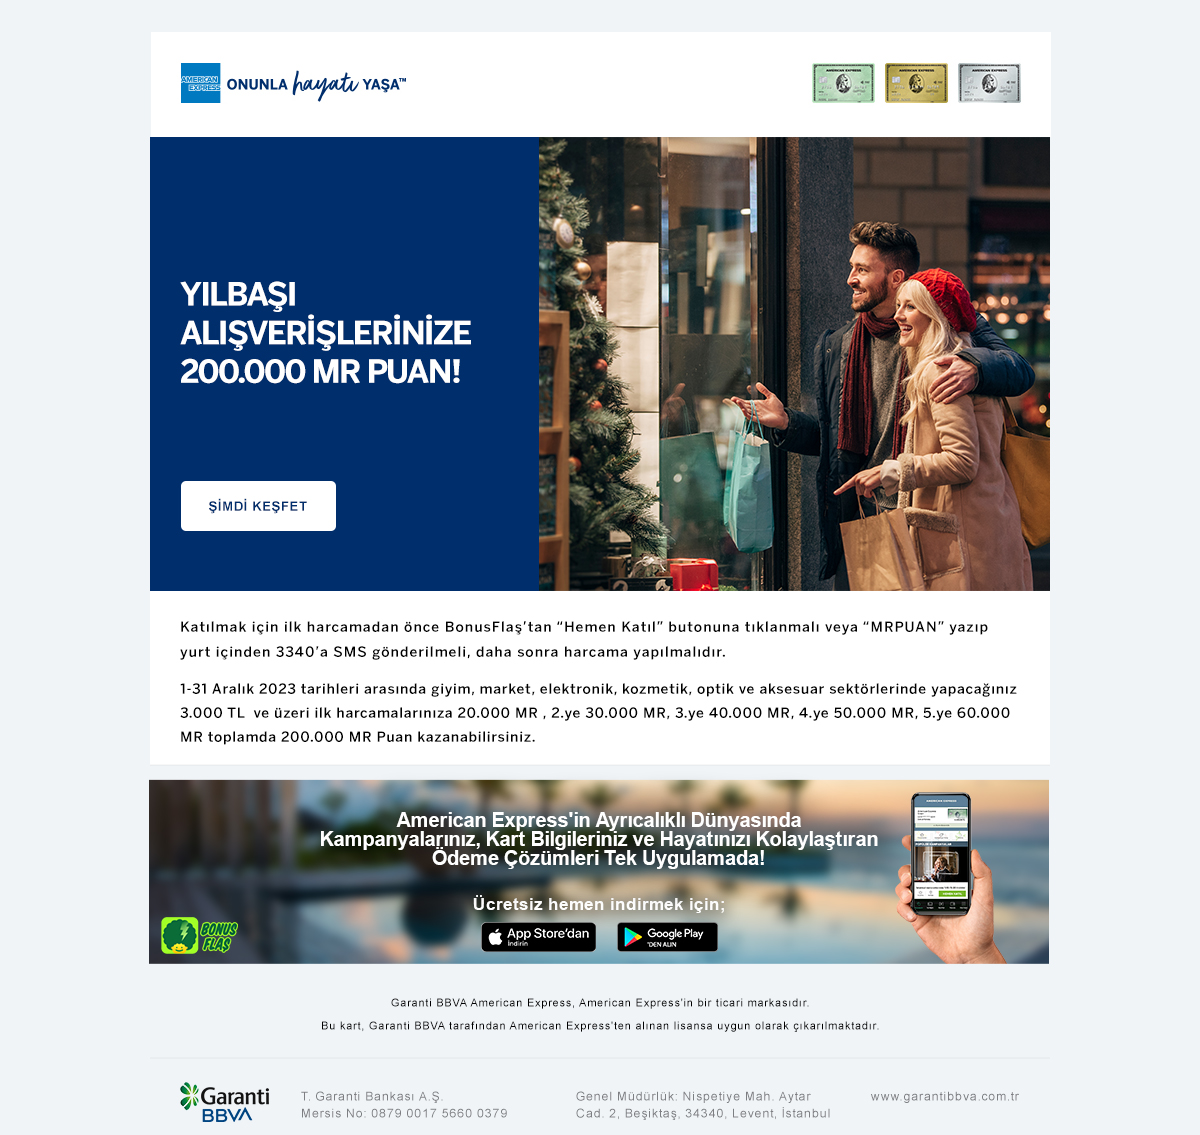 AMERICAN
EXPRESS
ONUNLA hayatı YAŞA™
AMERICAN EXPRESS
AMERICAN EXPRESS
AMERICAN EXPRESS
YILBAŞI
ALIŞVERİŞLERİNİZE
200.000 MR PUAN!
ŞİMDİ KEŞFET
Katılmak için ilk harcamadan önce BonusFlaş’tan “Hemen Katıl” butonuna tıklanmalı veya “MRPUAN” yazıp
yurt içinden 3340’a SMS gönderilmeli, daha sonra harcama yapılmalıdır.
1-31 Aralık 2023 tarihleri arasında giyim, market, elektronik, kozmetik, optik ve aksesuar sektörlerinde yapacağınız
3.000 TL ve üzeri ilk harcamalarınıza 20.000 MR , 2.ye 30.000 MR, 3.ye 40.000 MR, 4.ye 50.000 MR, 5.ye 60.000
MR toplamda 200.000 MR Puan kazanabilirsiniz.
American Express'in Ayrıcalıklı Dünyasında
Kampanyalarınız, Kart Bilgileriniz ve Hayatınızı Kolaylaştıran
Ödeme Çözümleri Tek Uygulamada!
Ücretsiz hemen indirmek için;
BONUS
FLAŞ
App Store’dan
İndirin
Google Play
'DEN ALIN
AMERICAN EXPRESS
Garanti BBVA American Express, American Express'in bir ticari markasıdır.
Bu kart, Garanti BBVA tarafından American Express'ten alınan lisansa uygun olarak çıkarılmaktadır.
Garanti
BBVA
T. Garanti Bankası A.Ş.
Mersis No: 0879 0017 5660 0379
Genel Müdürlük: Nispetiye Mah. Aytar
Cad. 2, Beşiktaş, 34340, Levent, İstanbul
www.garantibbva.com.tr